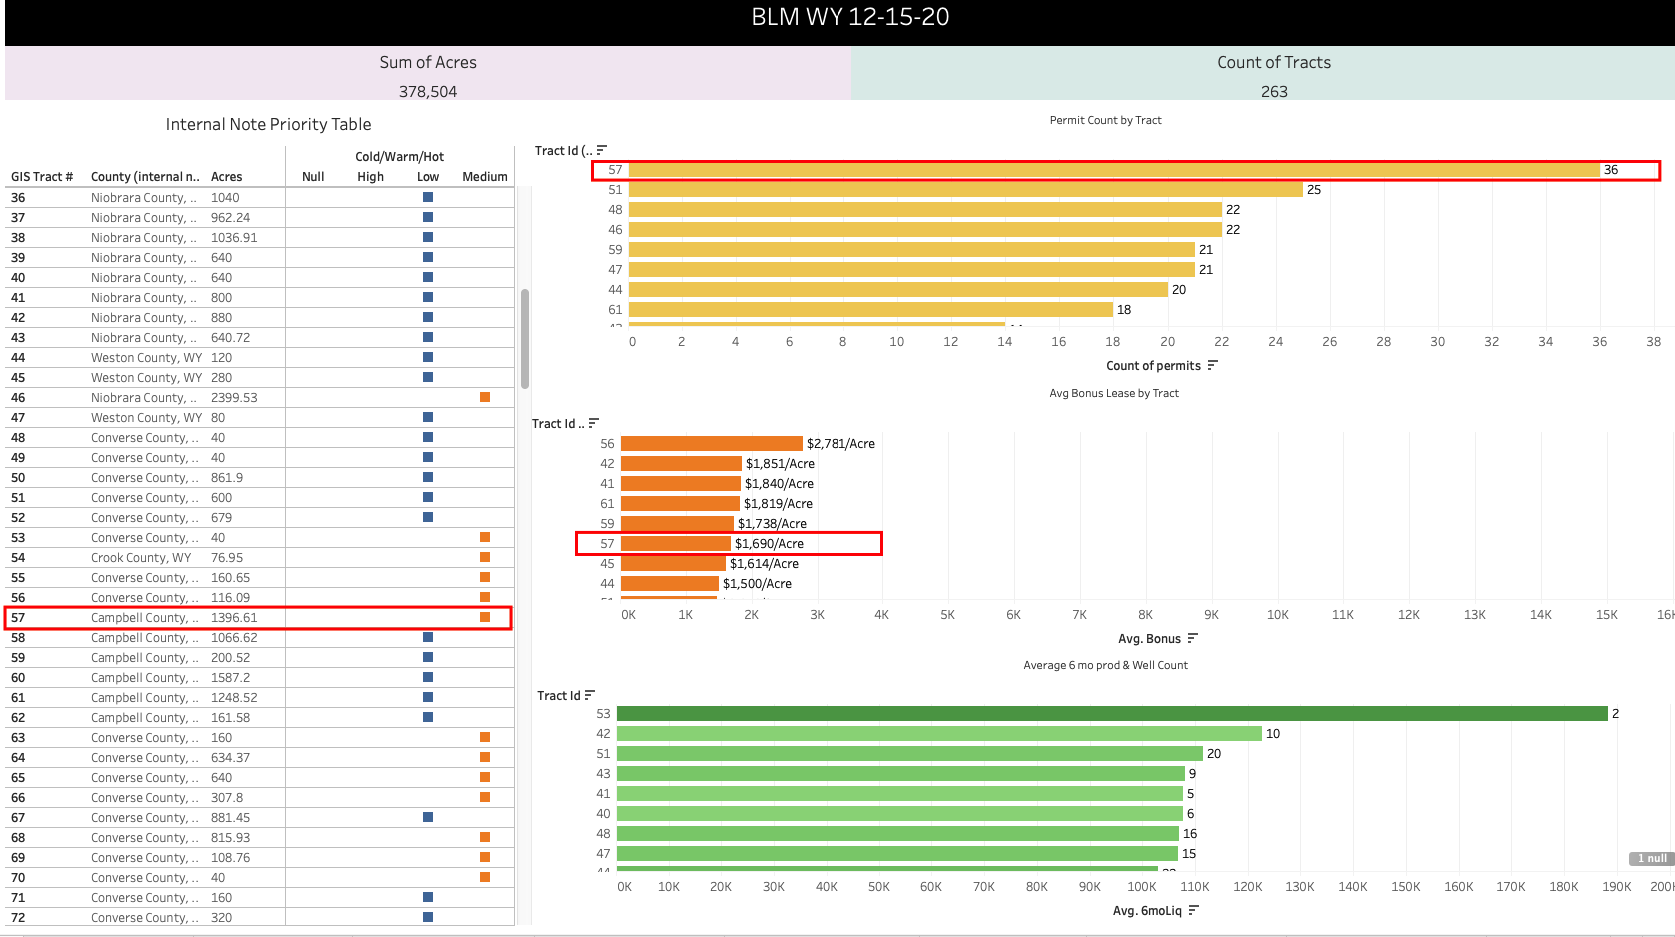 BLM WY 12-15-20
Sum of Acres
378,504
Count of Tracts
263
Internal Note Priority Table
Cold/Warm/Hot
GIS Tract # County (internal n.. Acres Null High Low Medium
36 Niobrara County, .. 1040
37 Niobrara County, .. 962.24
38 Niobrara County, .. 1036.91
39 Niobrara County, .. 640
40 Niobrara County, .. 640
41 Niobrara County, .. 800
42 Niobrara County, .. 880
43 Niobrara County, .. 640.72
44 Weston County, WY 120
45 Weston County, WY 280
46 Niobrara County, .. 2399.53
47 Weston County, WY 80
48 Converse County, .. 40
49 Converse County, .. 40
50 Converse County, .. 861.9
51 Converse County, .. 600
52 Converse County, .. 679
53 Converse County, .. 40
54 Crook County, WY 76.95
55 Converse County, .. 160.65
56 Converse County, .. 116.09
57 Campbell County, .. 1396.61
58 Campbell County, .. 1066.62
59 Campbell County, .. 200.52
60 Campbell County, .. 1587.2
61 Campbell County, .. 1248.52
62 Campbell County, .. 161.58
63 Converse County, .. 160
64 Converse County, .. 634.37
65 Converse County, .. 640
66 Converse County, .. 307.8
67 Converse County, .. 881.45
68 Converse County, .. 815.93
69 Converse County, .. 108.76
70 Converse County, .. 40
71 Converse County, .. 160
72 Converse County, .. 320
Permit Count by Tract
Tract Id (..
57 36
51 25
48 22
46 22
59 21
47 21
44 20
61 18
0 2 4 6 8 10 12 14 16 18 20 22 24 26 28 30 32 34 36 38
Count of permits
Avg Bonus Lease by Tract
Tract Id ..
56 $2,781/Acre
42 $1,851/Acre
41 $1,840/Acre
61 $1,819/Acre
59 $1,738/Acre
57 $1,690/Acre
45 $1,614/Acre
44 $1,500/Acre
0K 1K 2K 3K 4K 5K 6K 7K 8K 9K 10K 11K 12K 13K 14K 15K 16K
Avg. Bonus
Average 6 mo prod & Well Count
Tract Id
53 2
42 10
51 20
43 9
41 5
40 6
48 16
47 15
1 null
0K 10K 20K 30K 40K 50K 60K 70K 80K 90K 100K 110K 120K 130K 140K 150K 160K 170K 180K 190K 200K
Avg. 6moLiq